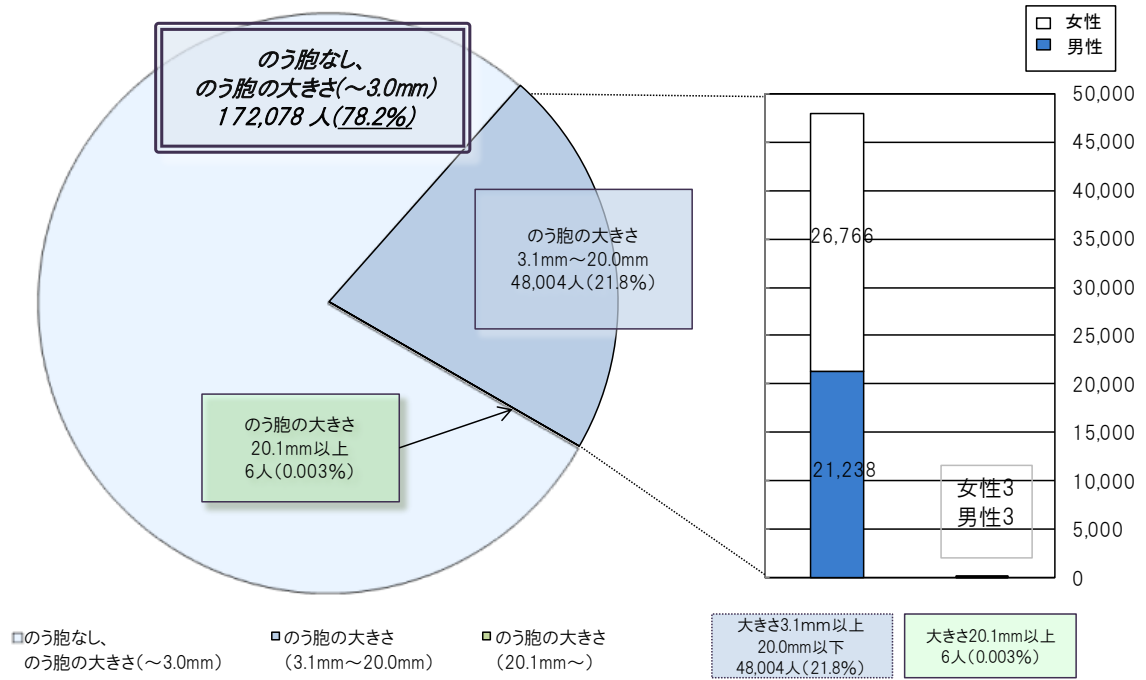 のう胞なし、
のう胞の大きさ(～3.0mm)
172,078 人(78.2%)
のう胞の大きさ
3.1mm～20.0mm
48,004人(21.8%)
のう胞の大きさ
20.1mm以上
6人(0.003%)
のう胞なし、
のう胞の大きさ(～3.0mm)
のう胞の大きさ
(3.1mm～20.0mm)
のう胞の大きさ
(20.1mm～)
女性
男性
50,000
45,000
40,000
35,000
30,000
25,000
20,000
15,000
10,000
5,000
0
26,766
21,238
女性3
男性3
大きさ3.1mm以上
20.0mm以下
48,004人(21.8%)
大きさ20.1mm以上
6人(0.003%)